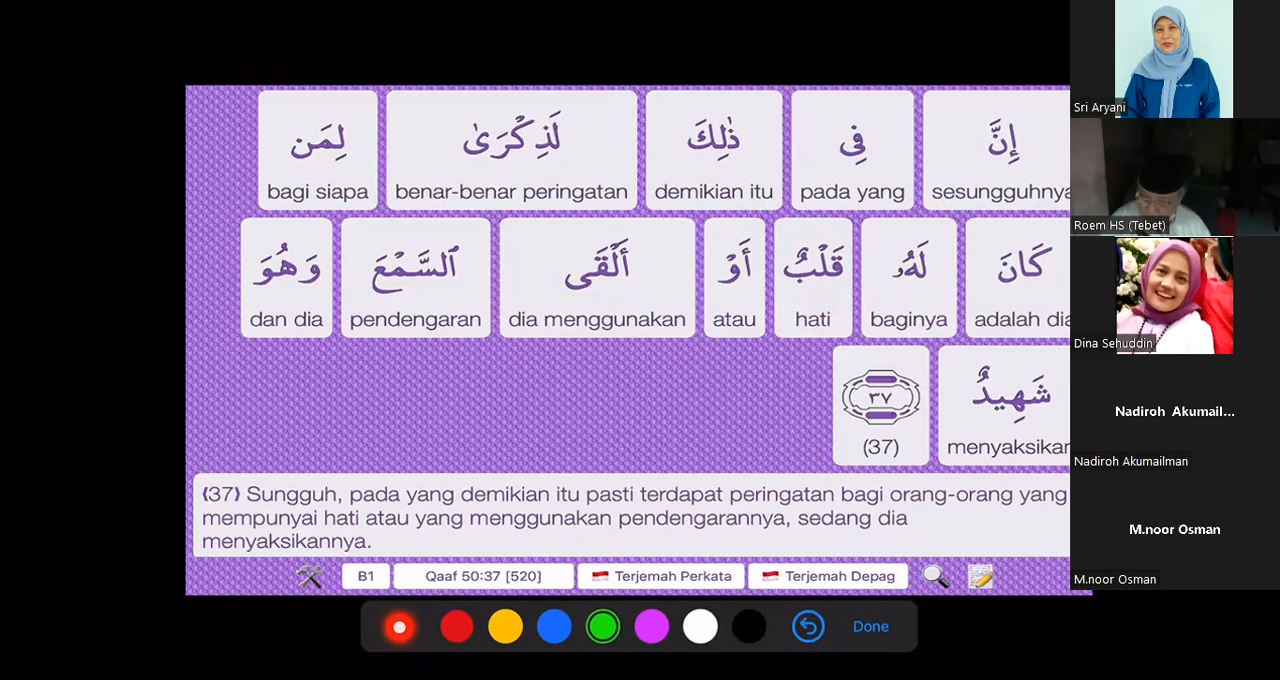 إِنَّ فِى ذَٰلِكَ لَذِكْرَىٰ لِمَن
sesungguhnya pada yang demikian itu benar-benar peringatan bagi siapa
كَانَ لَهُۥ قَلْبٌ أَوْ أَلْقَى ٱلسَّمْعَ وَهُوَ
adalah dia baginya hati atau dia menggunakan pendengaran dan dia
شَهِيدٌ ٣٧
menyaksikan (37)
(37) Sungguh, pada yang demikian itu pasti terdapat peringatan bagi orang-orang yang
mempunyai hati atau yang menggunakan pendengarannya, sedang dia
menyaksikannya.
B1 Qaaf 50:37 [520] Terjemah Perkata Terjemah Depag
Done
Sri Aryani
Roem HS (Tebet)
Dina Sehuddin
Nadiroh Akumail...
Nadiroh Akumailman
M.noor Osman
M.noor Osman